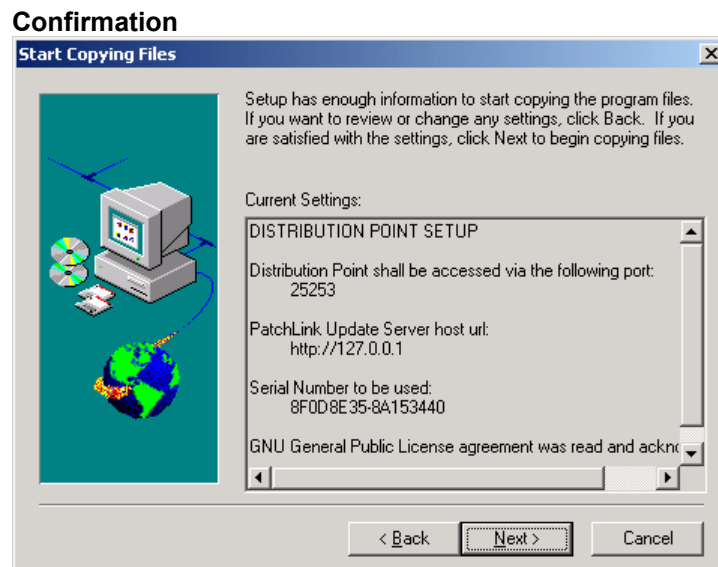 Confirmation
Start Copying Files
Setup has enough information to start copying the program files.
If you want to review or change any settings, click Back. If you
are satisfied with the settings, click Next to begin copying files.
Current Settings:
DISTRIBUTION POINT SETUP
Distribution Point shall be accessed via the following port:
25253
PatchLink Update Server host url:
http://127.0.0.1
Serial Number to be used:
8F0D8E35-8A153440
GNU General Public License agreement was read and ackno
< Back
Next >
Cancel